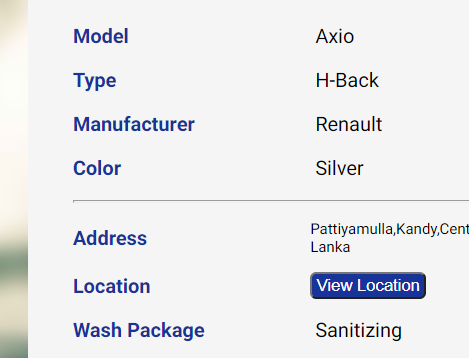 Model Axio
Type H-Back
Manufacturer Renault
Color Silver
Address Pattiyamulla,Kandy,Cent
Lanka
Location View Location
Wash Package Sanitizing